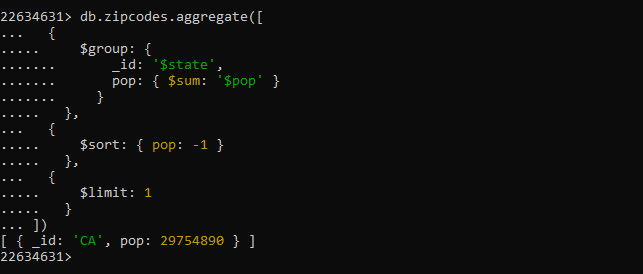 22634631> db.zipcodes.aggregate([
...   {
.....     $group: {
.......       _id: '$state',
.......       pop: { $sum: '$pop' }
.......     }
.....   },
...   {
.....     $sort: { pop: -1 }
.....   },
...   {
.....     $limit: 1
.....   }
... ])
[ { _id: 'CA', pop: 29754890 } ]
22634631>